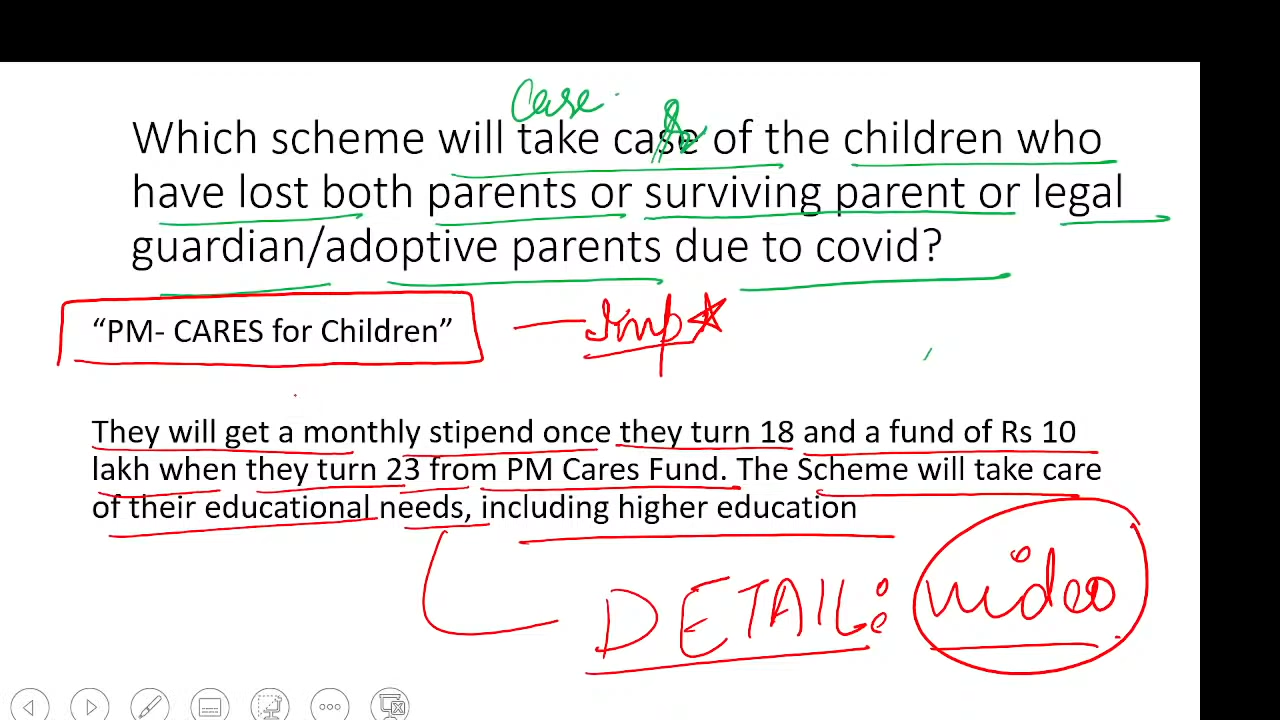 Case
Which scheme will take case of the children who
have lost both parents or surviving parent or legal
guardian/adoptive parents due to covid?
“PM- CARES for Children” — Imp
They will get a monthly stipend once they turn 18 and a fund of Rs 10
lakh when they turn 23 from PM Cares Fund. The Scheme will take care
of their educational needs, including higher education
DETAIL: video